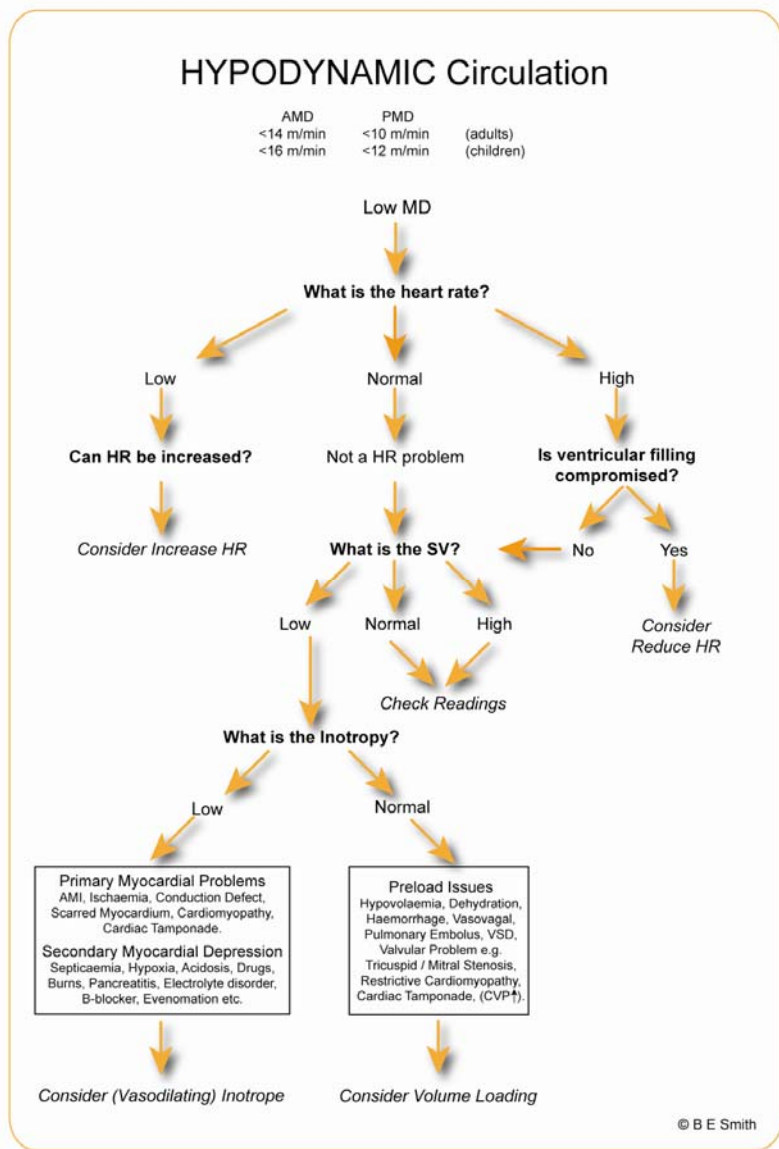 HYPODYNAMIC Circulation
AMD PMD
<14 m/min <10 m/min (adults)
<16 m/min <12 m/min (children)
Low MD
What is the heart rate?
Low Normal High
Can HR be increased? Not a HR problem Is ventricular filling
compromised?
Consider Increase HR What is the SV? No Yes
Low Normal High Consider
Reduce HR
Check Readings
What is the Inotropy?
Low Normal
Primary Myocardial Problems
AMI, Ischaemia, Conduction Defect,
Scarred Myocardium, Cardiomyopathy,
Cardiac Tamponade.
Secondary Myocardial Depression
Septicaemia, Hypoxia, Acidosis, Drugs,
Burns, Pancreatitis, Electrolyte disorder,
B-blocker, Evenomation etc.
Preload Issues
Hypovolaemia, Dehydration,
Haemorrhage, Vasovagal,
Pulmonary Embolus, VSD,
Valvular Problem e.g.
Tricuspid / Mitral Stenosis,
Restrictive Cardiomyopathy,
Cardiac Tamponade, (CVP↑).
Consider (Vasodilating) Inotrope Consider Volume Loading
© B E Smith